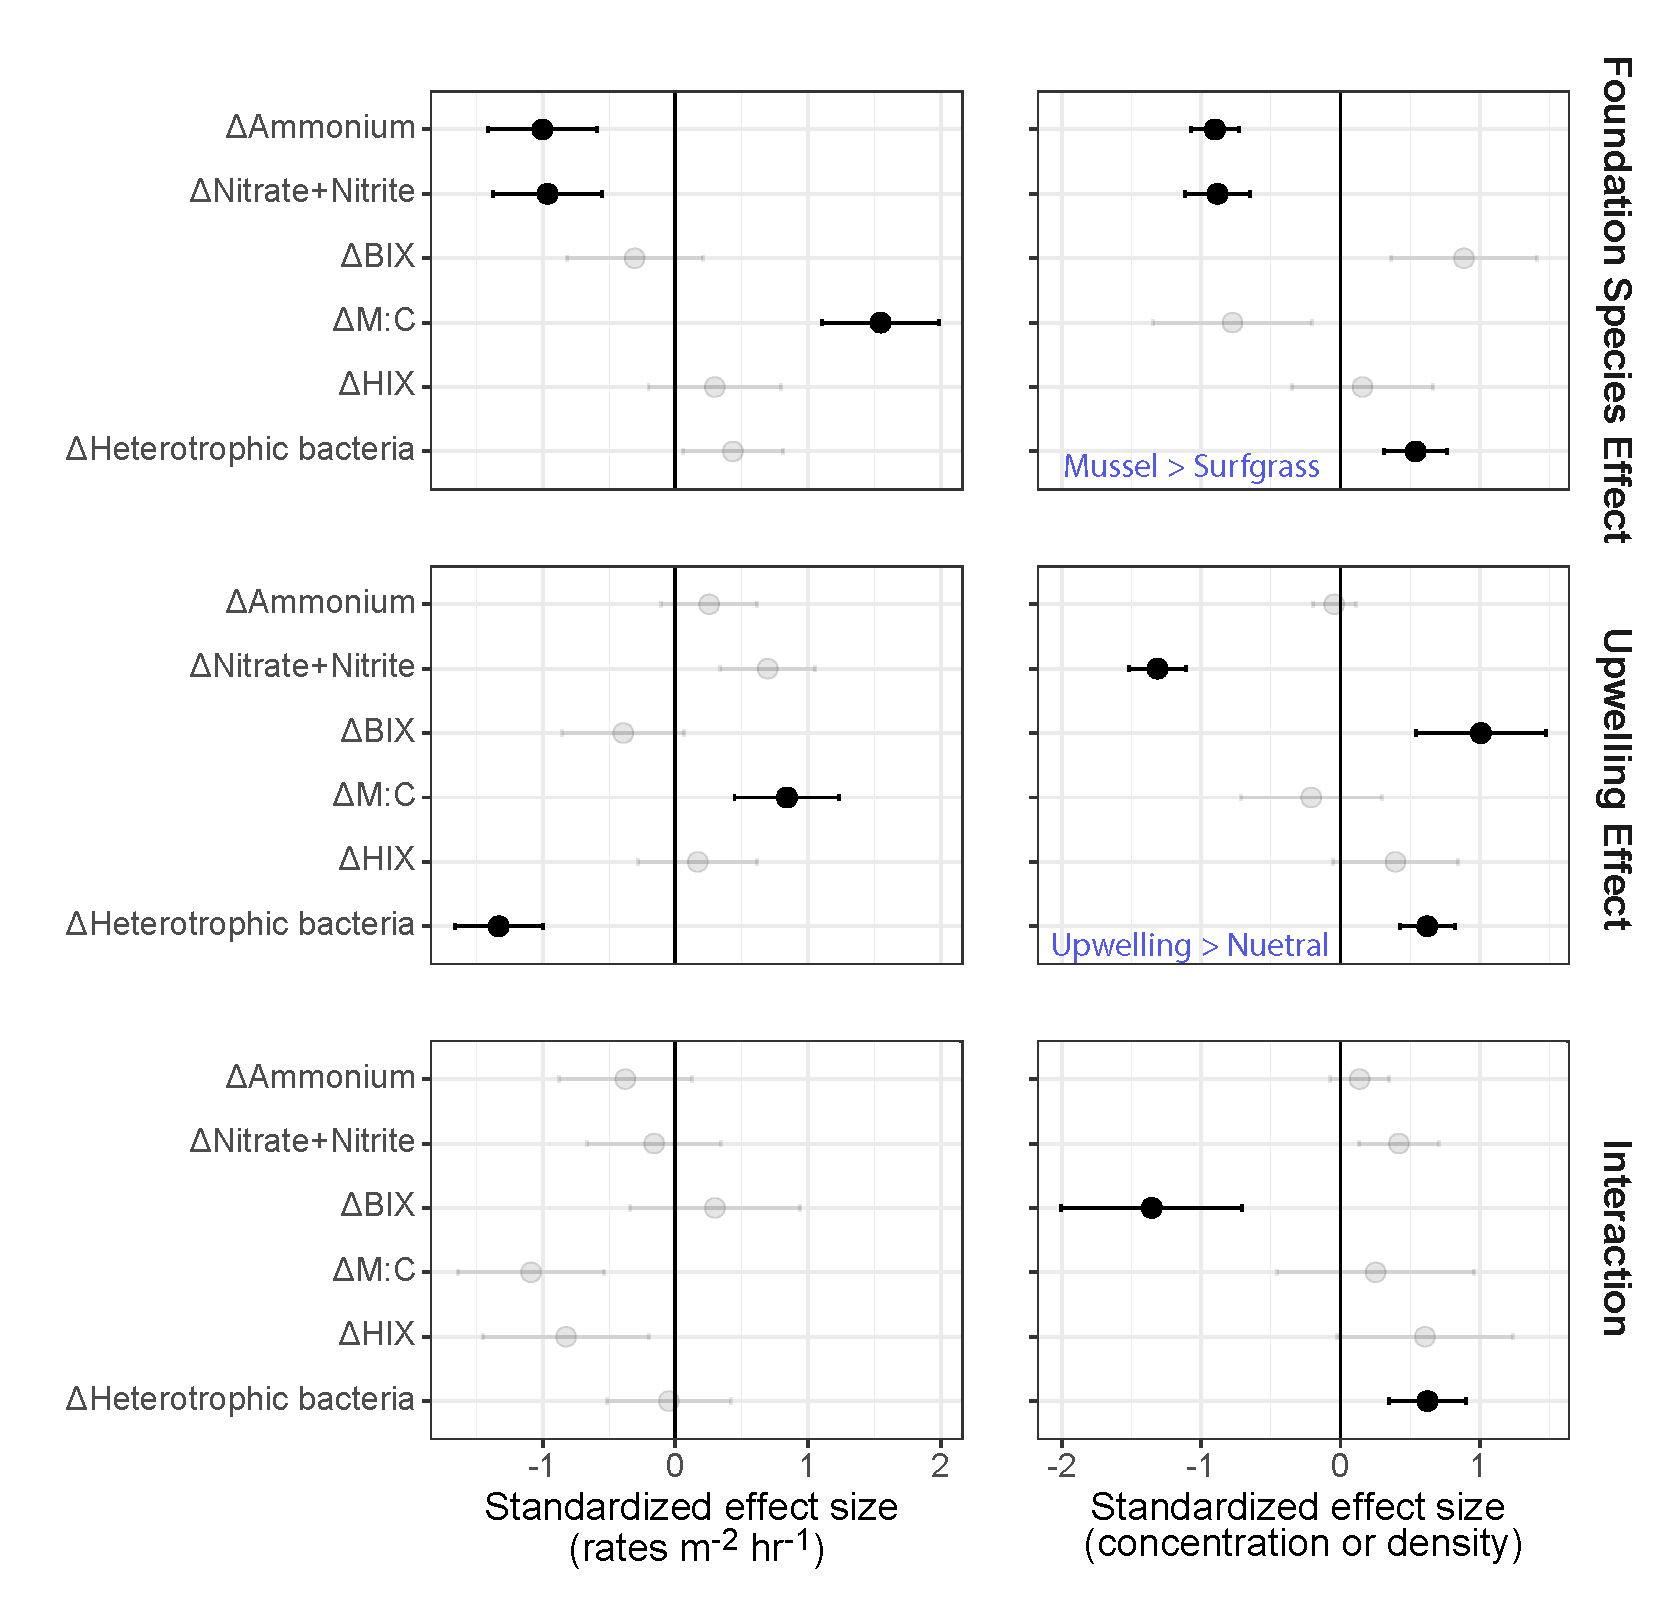 ΔAmmonium
ΔNitrate+Nitrite
ΔBIX
ΔM:C
ΔHIX
ΔHeterotrophic bacteria
Mussel > Surfgrass
Foundation Species Effect
ΔAmmonium
ΔNitrate+Nitrite
ΔBIX
ΔM:C
ΔHIX
ΔHeterotrophic bacteria
Upwelling > Nuetral
Upwelling Effect
ΔAmmonium
ΔNitrate+Nitrite
ΔBIX
ΔM:C
ΔHIX
ΔHeterotrophic bacteria
Interaction
-1 0 1 2
-2 -1 0 1
Standardized effect size
(rates m⁻² hr⁻¹)
Standardized effect size
(concentration or density)